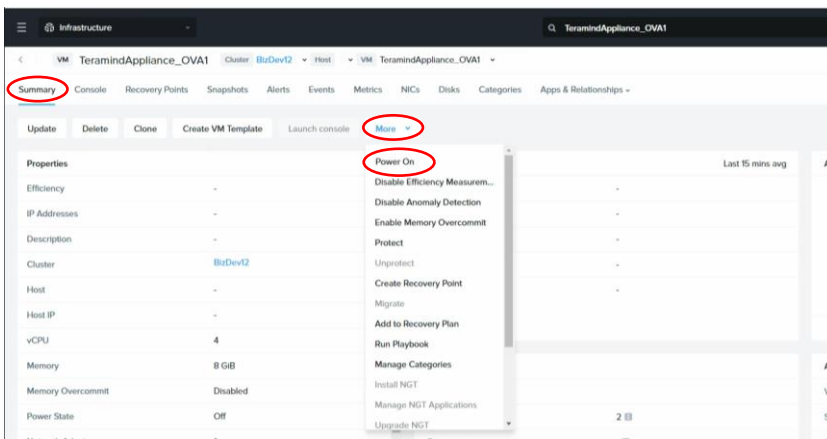 Infrastructure
TeramindAppliance_OVA1
VM TeramindAppliance_OVA1 Cluster BizDev12 Host VM TeramindAppliance_OVA1
Summary Console Recovery Points Snapshots Alerts Events Metrics NICs Disks Categories Apps & Relationships
Update Delete Clone Create VM Template Launch console More
Properties
Efficiency -
IP Addresses -
Description -
Cluster BizDev12
Host -
Host IP -
vCPU 4
Memory 8 GiB
Memory Overcommit Disabled
Power State Off
Power On
Disable Efficiency Measurem...
Disable Anomaly Detection
Enable Memory Overcommit
Protect
Unprotect
Create Recovery Point
Migrate
Add to Recovery Plan
Run Playbook
Manage Categories
Install NGT
Manage NGT Applications
Upgrade NGT
Last 15 mins avg
-
-
-
-
-
2